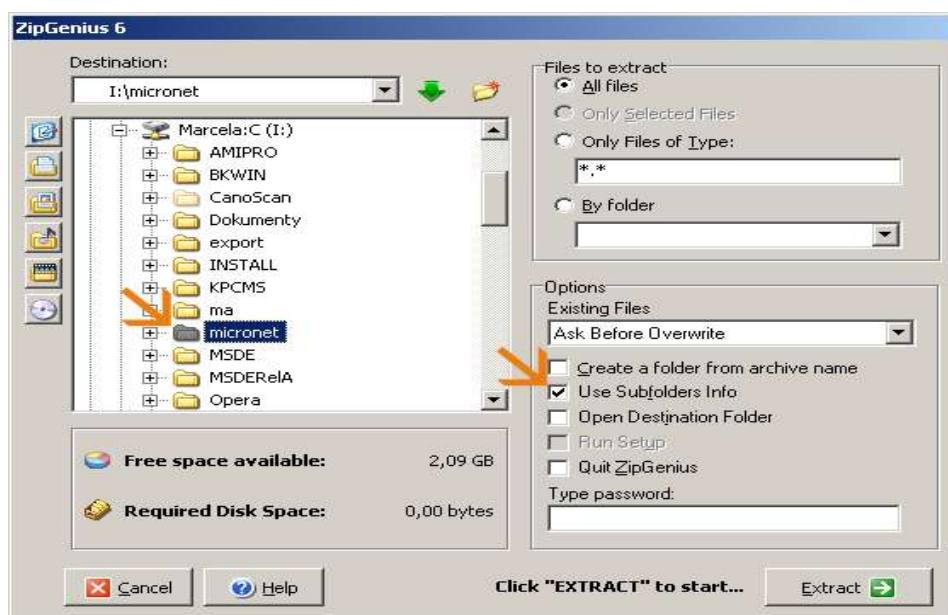 ZipGenius 6
Destination:
I:\micronet
Marcela:C (I:)
AMIPRO
BKWIN
CanoScan
Dokumenty
export
INSTALL
KPCMS
ma
micronet
MSDE
MSDERelA
Opera
Free space available: 2,09 GB
Required Disk Space: 0,00 bytes
Files to extract
All files
Only Selected Files
Only Files of Type:
*.*
By folder
Options
Existing Files
Ask Before Overwrite
Create a folder from archive name
Use Subfolders Info
Open Destination Folder
Run Setup
Quit ZipGenius
Type password:
Cancel
Help
Click "EXTRACT" to start...
Extract